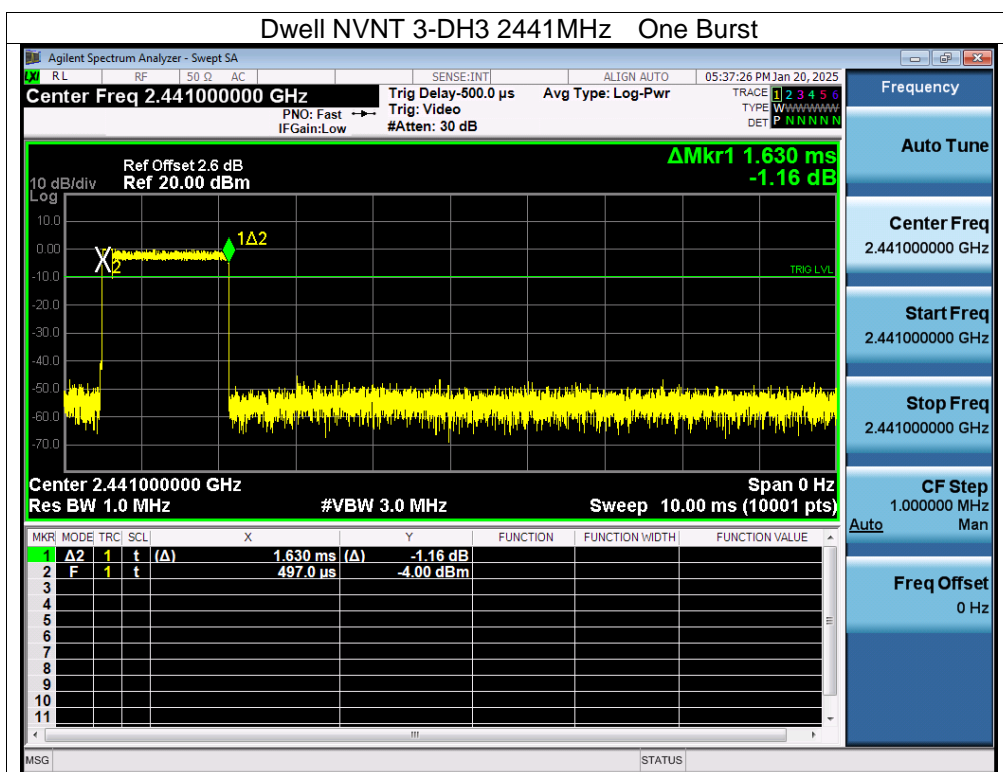 Dwell NVNT 3-DH3 2441MHz One Burst
Agilent Spectrum Analyzer - Swept SA
LXI RL RF 50 Ω AC SENSE:INT ALIGN AUTO 05:37:26 PM Jan 20, 2025
Center Freq 2.441000000 GHz
PNO: Fast
IFGain:Low
Trig Delay-500.0 µs
Trig: Video
#Atten: 30 dB
Avg Type: Log-Pwr
TRACE 1 2 3 4 5 6
TYPE WWWWWW
DET P N N N N N
ΔMkr1 1.630 ms
-1.16 dB
Ref Offset 2.6 dB
10 dB/div Ref 20.00 dBm
Log
10.0
0.00
-10.0
-20.0
-30.0
-40.0
-50.0
-60.0
-70.0
1Δ2
2
TRIG LVL
Center 2.441000000 GHz Span 0 Hz
Res BW 1.0 MHz #VBW 3.0 MHz Sweep 10.00 ms (10001 pts)
MKR MODE TRC SCL X Y FUNCTION FUNCTION WIDTH FUNCTION VALUE
1 Δ2 1 t (Δ) 1.630 ms (Δ) -1.16 dB
2 F 1 t 497.0 µs -4.00 dBm
3
4
5
6
7
8
9
10
11
MSG STATUS
Frequency
Auto Tune
Center Freq
2.441000000 GHz
Start Freq
2.441000000 GHz
Stop Freq
2.441000000 GHz
CF Step
1.000000 MHz
Auto Man
Freq Offset
0 Hz